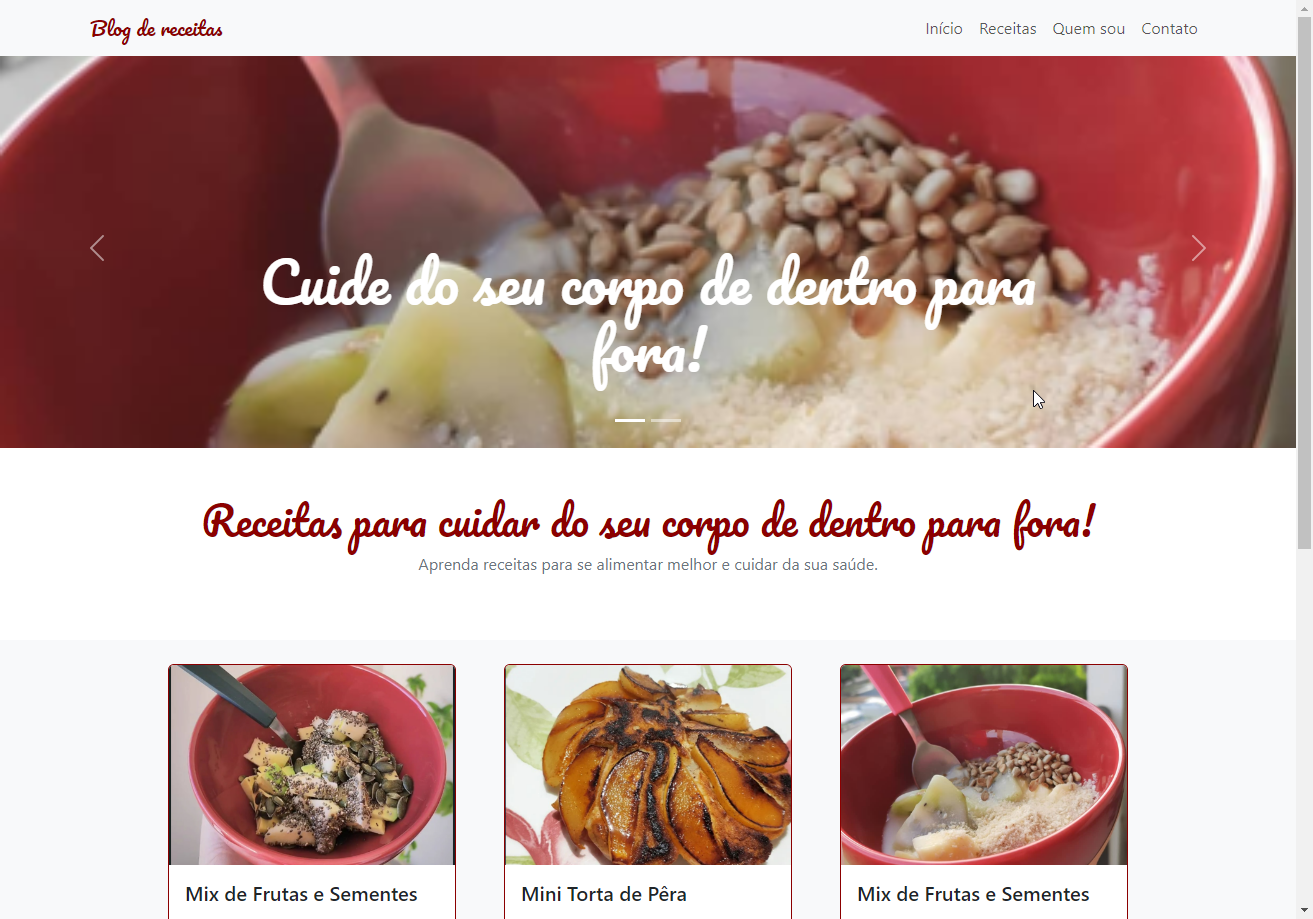 Blog de receitas
Início Receitas Quem sou Contato
Cuide do seu corpo de dentro para
fora!
Receitas para cuidar do seu corpo de dentro para fora!
Aprenda receitas para se alimentar melhor e cuidar da sua saúde.
Mix de Frutas e Sementes
Mini Torta de Pêra
Mix de Frutas e Sementes